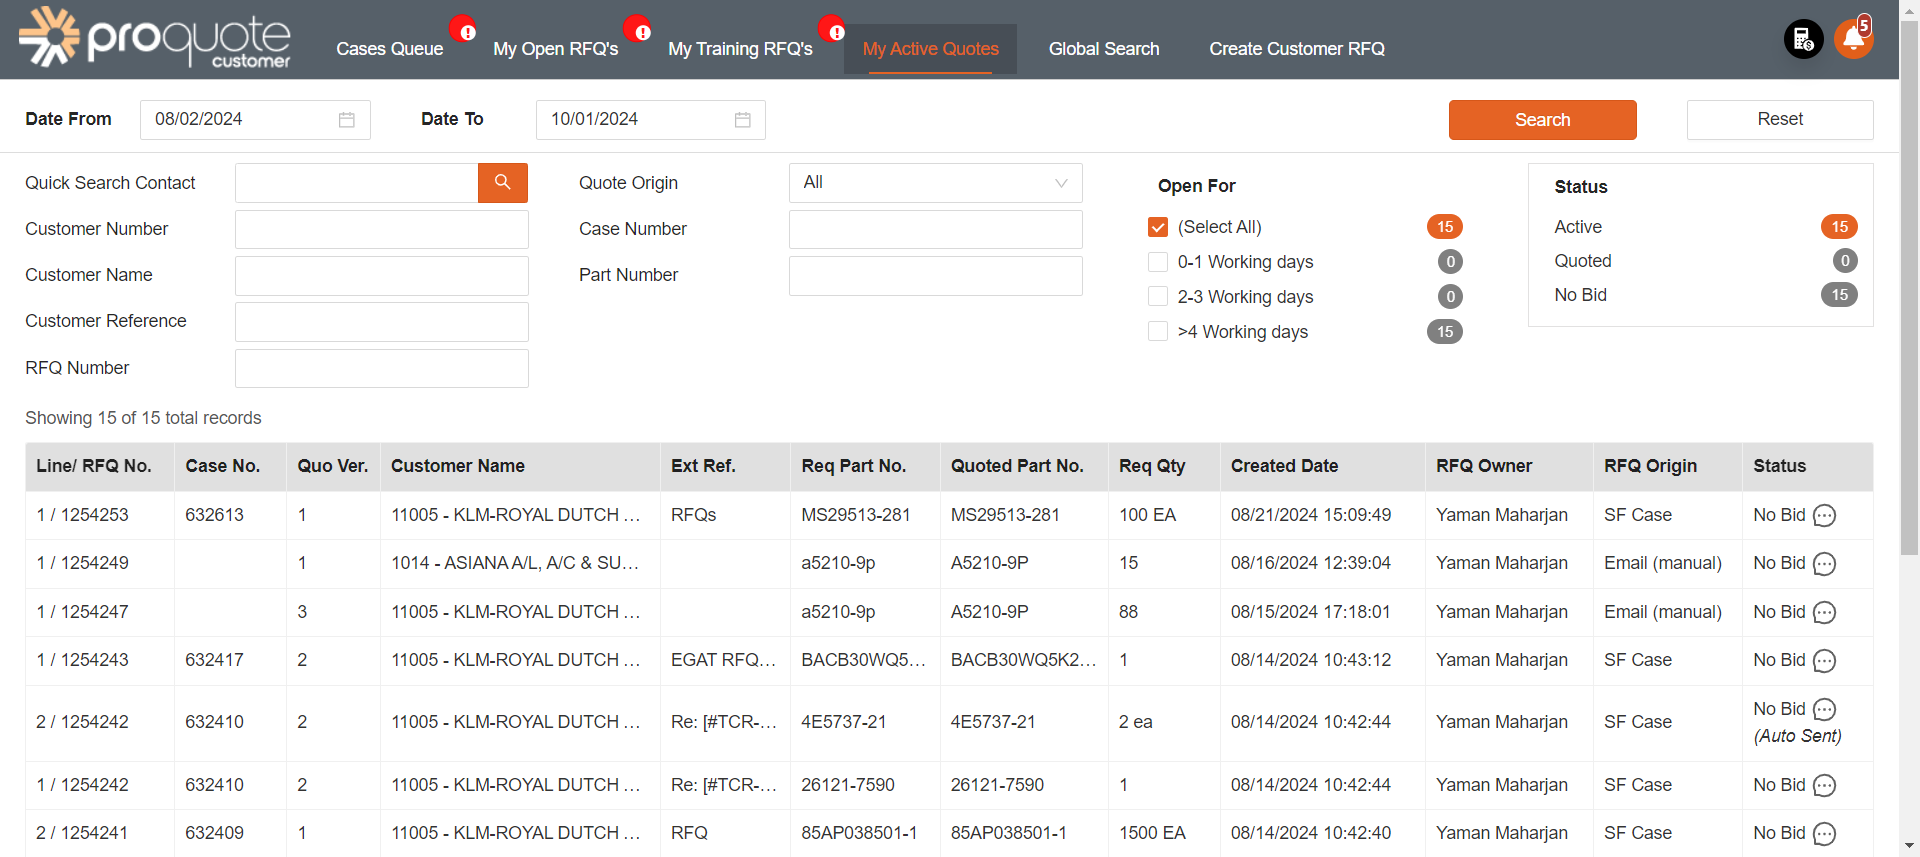 proquote customer
Cases Queue ! My Open RFQ's ! My Training RFQ's ! My Active Quotes Global Search Create Customer RFQ 5
Date From 08/02/2024 Date To 10/01/2024 Search Reset
Quick Search Contact Quote Origin All Open For Status
Customer Number Case Number (Select All) 15 Active 15
Customer Name Part Number 0-1 Working days 0 Quoted 0
Customer Reference 2-3 Working days 0 No Bid 15
RFQ Number >4 Working days 15
Showing 15 of 15 total records
Line/ RFQ No. Case No. Quo Ver. Customer Name Ext Ref. Req Part No. Quoted Part No. Req Qty Created Date RFQ Owner RFQ Origin Status
1 / 1254253 632613 1 11005 - KLM-ROYAL DUTCH ... RFQs MS29513-281 MS29513-281 100 EA 08/21/2024 15:09:49 Yaman Maharjan SF Case No Bid
1 / 1254249 1 1014 - ASIANA A/L, A/C & SU... a5210-9p A5210-9P 15 08/16/2024 12:39:04 Yaman Maharjan Email (manual) No Bid
1 / 1254247 3 11005 - KLM-ROYAL DUTCH ... a5210-9p A5210-9P 88 08/15/2024 17:18:01 Yaman Maharjan Email (manual) No Bid
1 / 1254243 632417 2 11005 - KLM-ROYAL DUTCH ... EGAT RFQ... BACB30WQ5... BACB30WQ5K2... 1 08/14/2024 10:43:12 Yaman Maharjan SF Case No Bid
2 / 1254242 632410 2 11005 - KLM-ROYAL DUTCH ... Re: [#TCR-... 4E5737-21 4E5737-21 2 ea 08/14/2024 10:42:44 Yaman Maharjan SF Case No Bid
(Auto Sent)
1 / 1254242 632410 2 11005 - KLM-ROYAL DUTCH ... Re: [#TCR-... 26121-7590 26121-7590 1 08/14/2024 10:42:44 Yaman Maharjan SF Case No Bid
2 / 1254241 632409 1 11005 - KLM-ROYAL DUTCH ... RFQ 85AP038501-1 85AP038501-1 1500 EA 08/14/2024 10:42:40 Yaman Maharjan SF Case No Bid